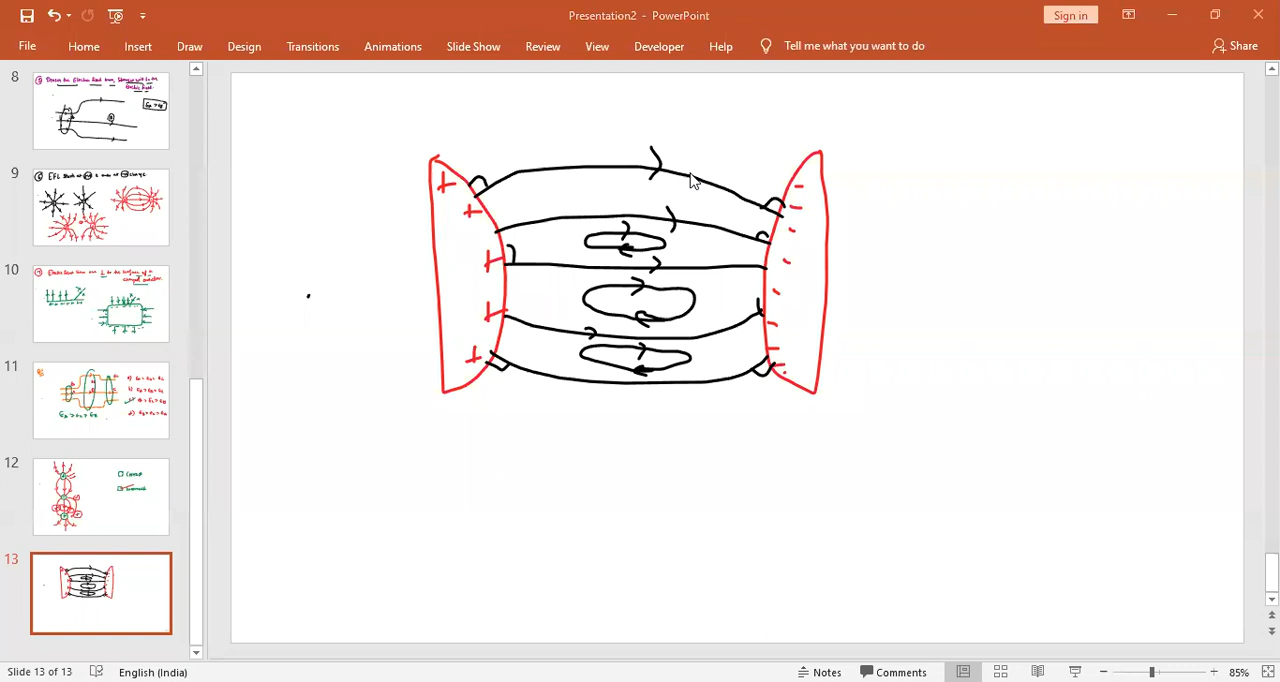 Presentation2 - PowerPoint
Sign in
File Home Insert Draw Design Transitions Animations Slide Show Review View Developer Help Tell me what you want to do Share
8
9
10
11
12
13
Slide 13 of 13 English (India) Notes Comments 85%